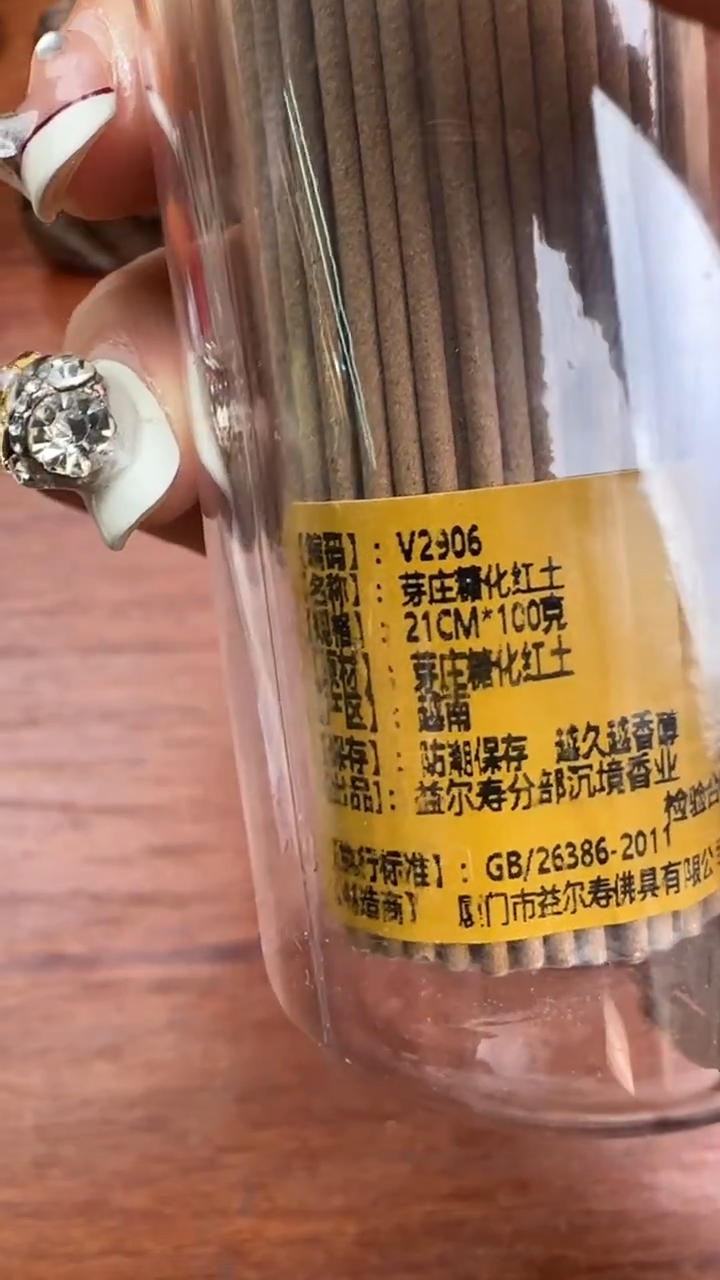 【编码】：V2906
【名称】：芽庄糖化红土
【规格】：21CM*100克
【原材】：芽庄糖化红土
产区】：越南
【保存】：防潮保存 越久越香醇
出品】：益尔寿分部沉境香业
检验合
【执行标准】：GB/26386-2011
【制造商】 厦门市益尔寿佛具有限公